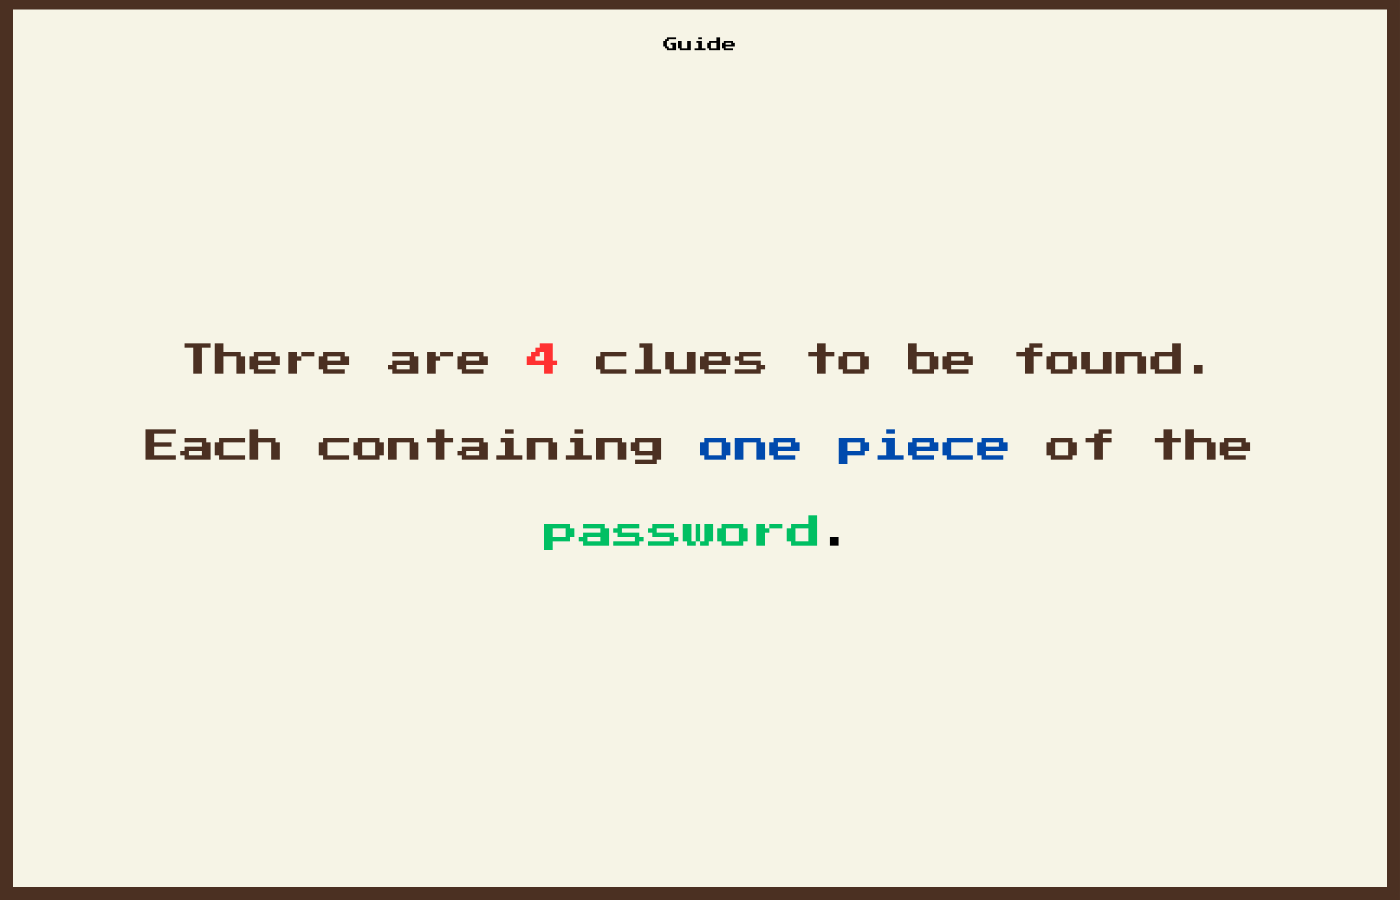 Guide
There are 4 clues to be found.
Each containing one piece of the
password.